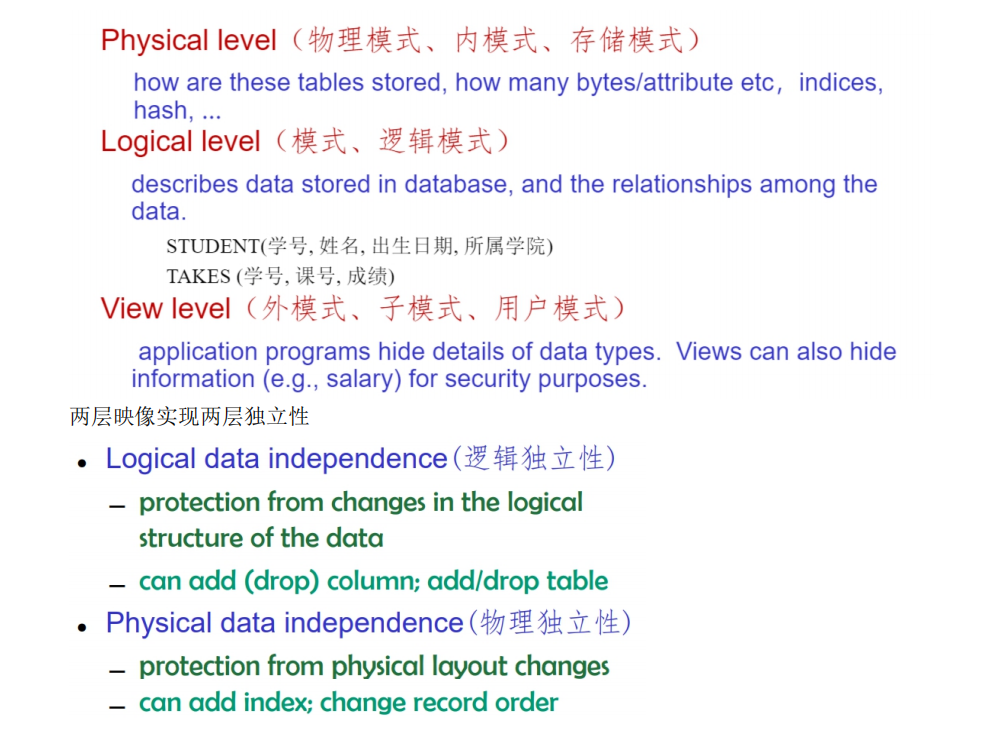 Physical level（物理模式、内模式、存储模式）
how are these tables stored, how many bytes/attribute etc，indices,
hash, ...
Logical level（模式、逻辑模式）
describes data stored in database, and the relationships among the
data.
STUDENT(学号, 姓名, 出生日期, 所属学院)
TAKES (学号, 课号, 成绩)
View level（外模式、子模式、用户模式）
application programs hide details of data types.  Views can also hide
information (e.g., salary) for security purposes.
两层映像实现两层独立性
• Logical data independence(逻辑独立性)
– protection from changes in the logical
structure of the data
– can add (drop) column; add/drop table
• Physical data independence(物理独立性)
– protection from physical layout changes
– can add index; change record order